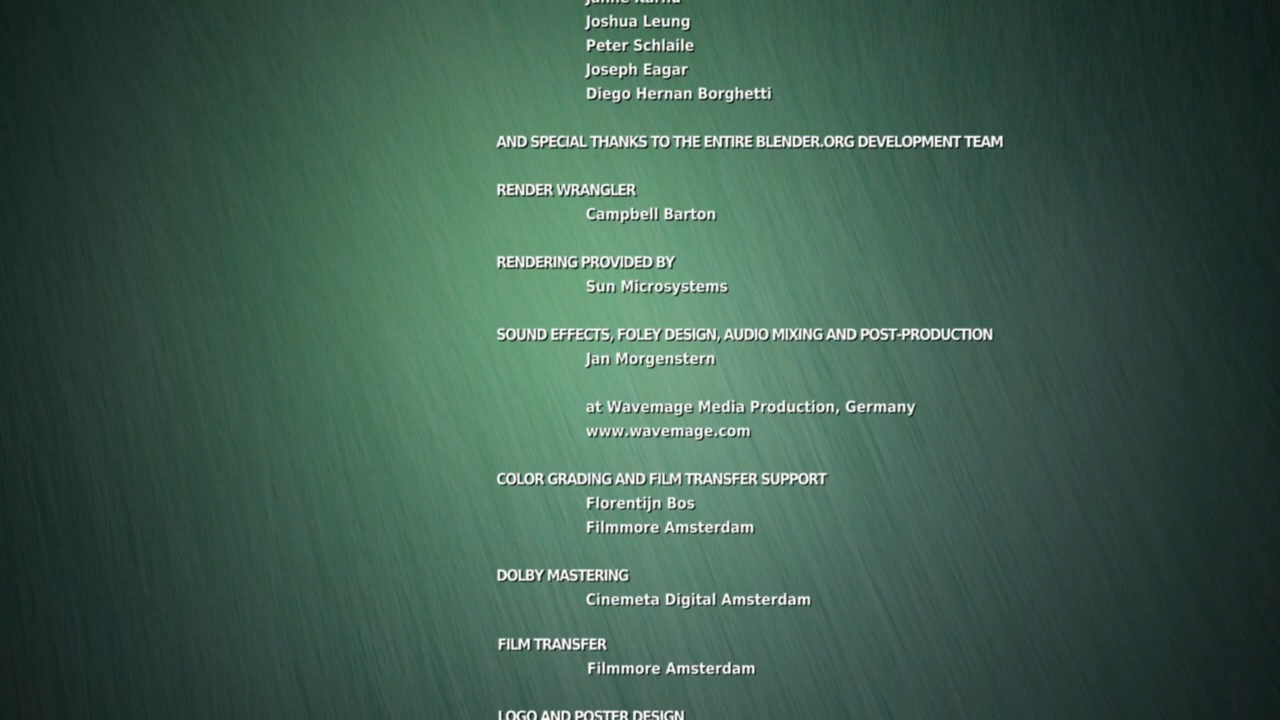 Joshua Leung
Peter Schlaile
Joseph Eagar
Diego Hernan Borghetti
AND SPECIAL THANKS TO THE ENTIRE BLENDER.ORG DEVELOPMENT TEAM
RENDER WRANGLER
Campbell Barton
RENDERING PROVIDED BY
Sun Microsystems
SOUND EFFECTS, FOLEY DESIGN, AUDIO MIXING AND POST-PRODUCTION
Jan Morgenstern
at Wavemage Media Production, Germany
www.wavemage.com
COLOR GRADING AND FILM TRANSFER SUPPORT
Florentijn Bos
Filmmore Amsterdam
DOLBY MASTERING
Cinemeta Digital Amsterdam
FILM TRANSFER
Filmmore Amsterdam
LOGO AND POSTER DESIGN